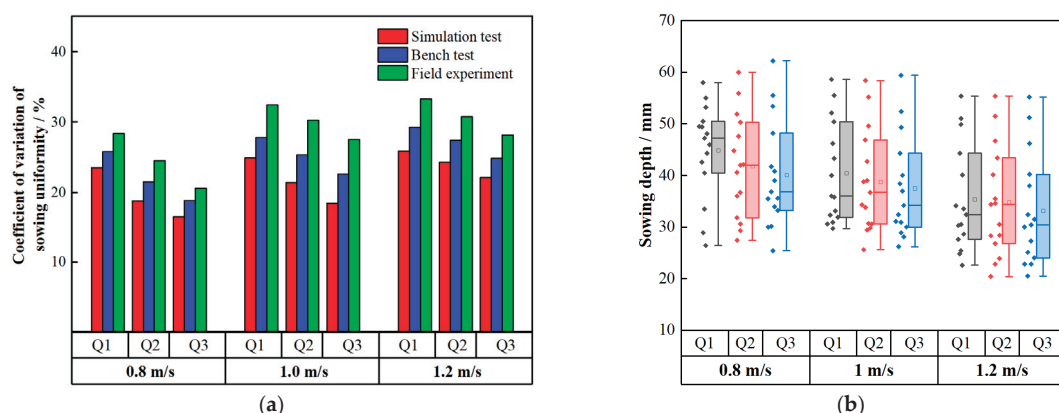 Coefficient of variation of
sowing uniformity / %
40
30
20
10
Simulation test
Bench test
Field experiment
Q1 Q2 Q3 Q1 Q2 Q3 Q1 Q2 Q3
0.8 m/s 1.0 m/s 1.2 m/s
(a)
Sowing depth / mm
70
60
50
40
30
20
10
Q1 Q2 Q3 Q1 Q2 Q3 Q1 Q2 Q3
0.8 m/s 1 m/s 1.2 m/s
(b)